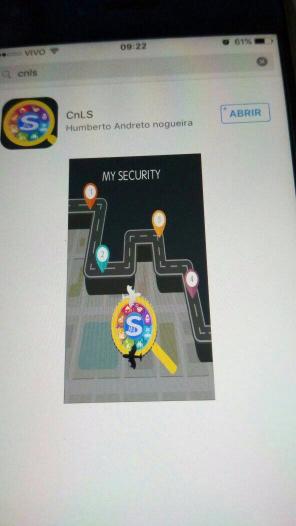 VIVO 09:22 61%
cnls
CnLS
Humberto Andreto nogueira
ABRIR
MY SECURITY
1
2
3
4
S
S